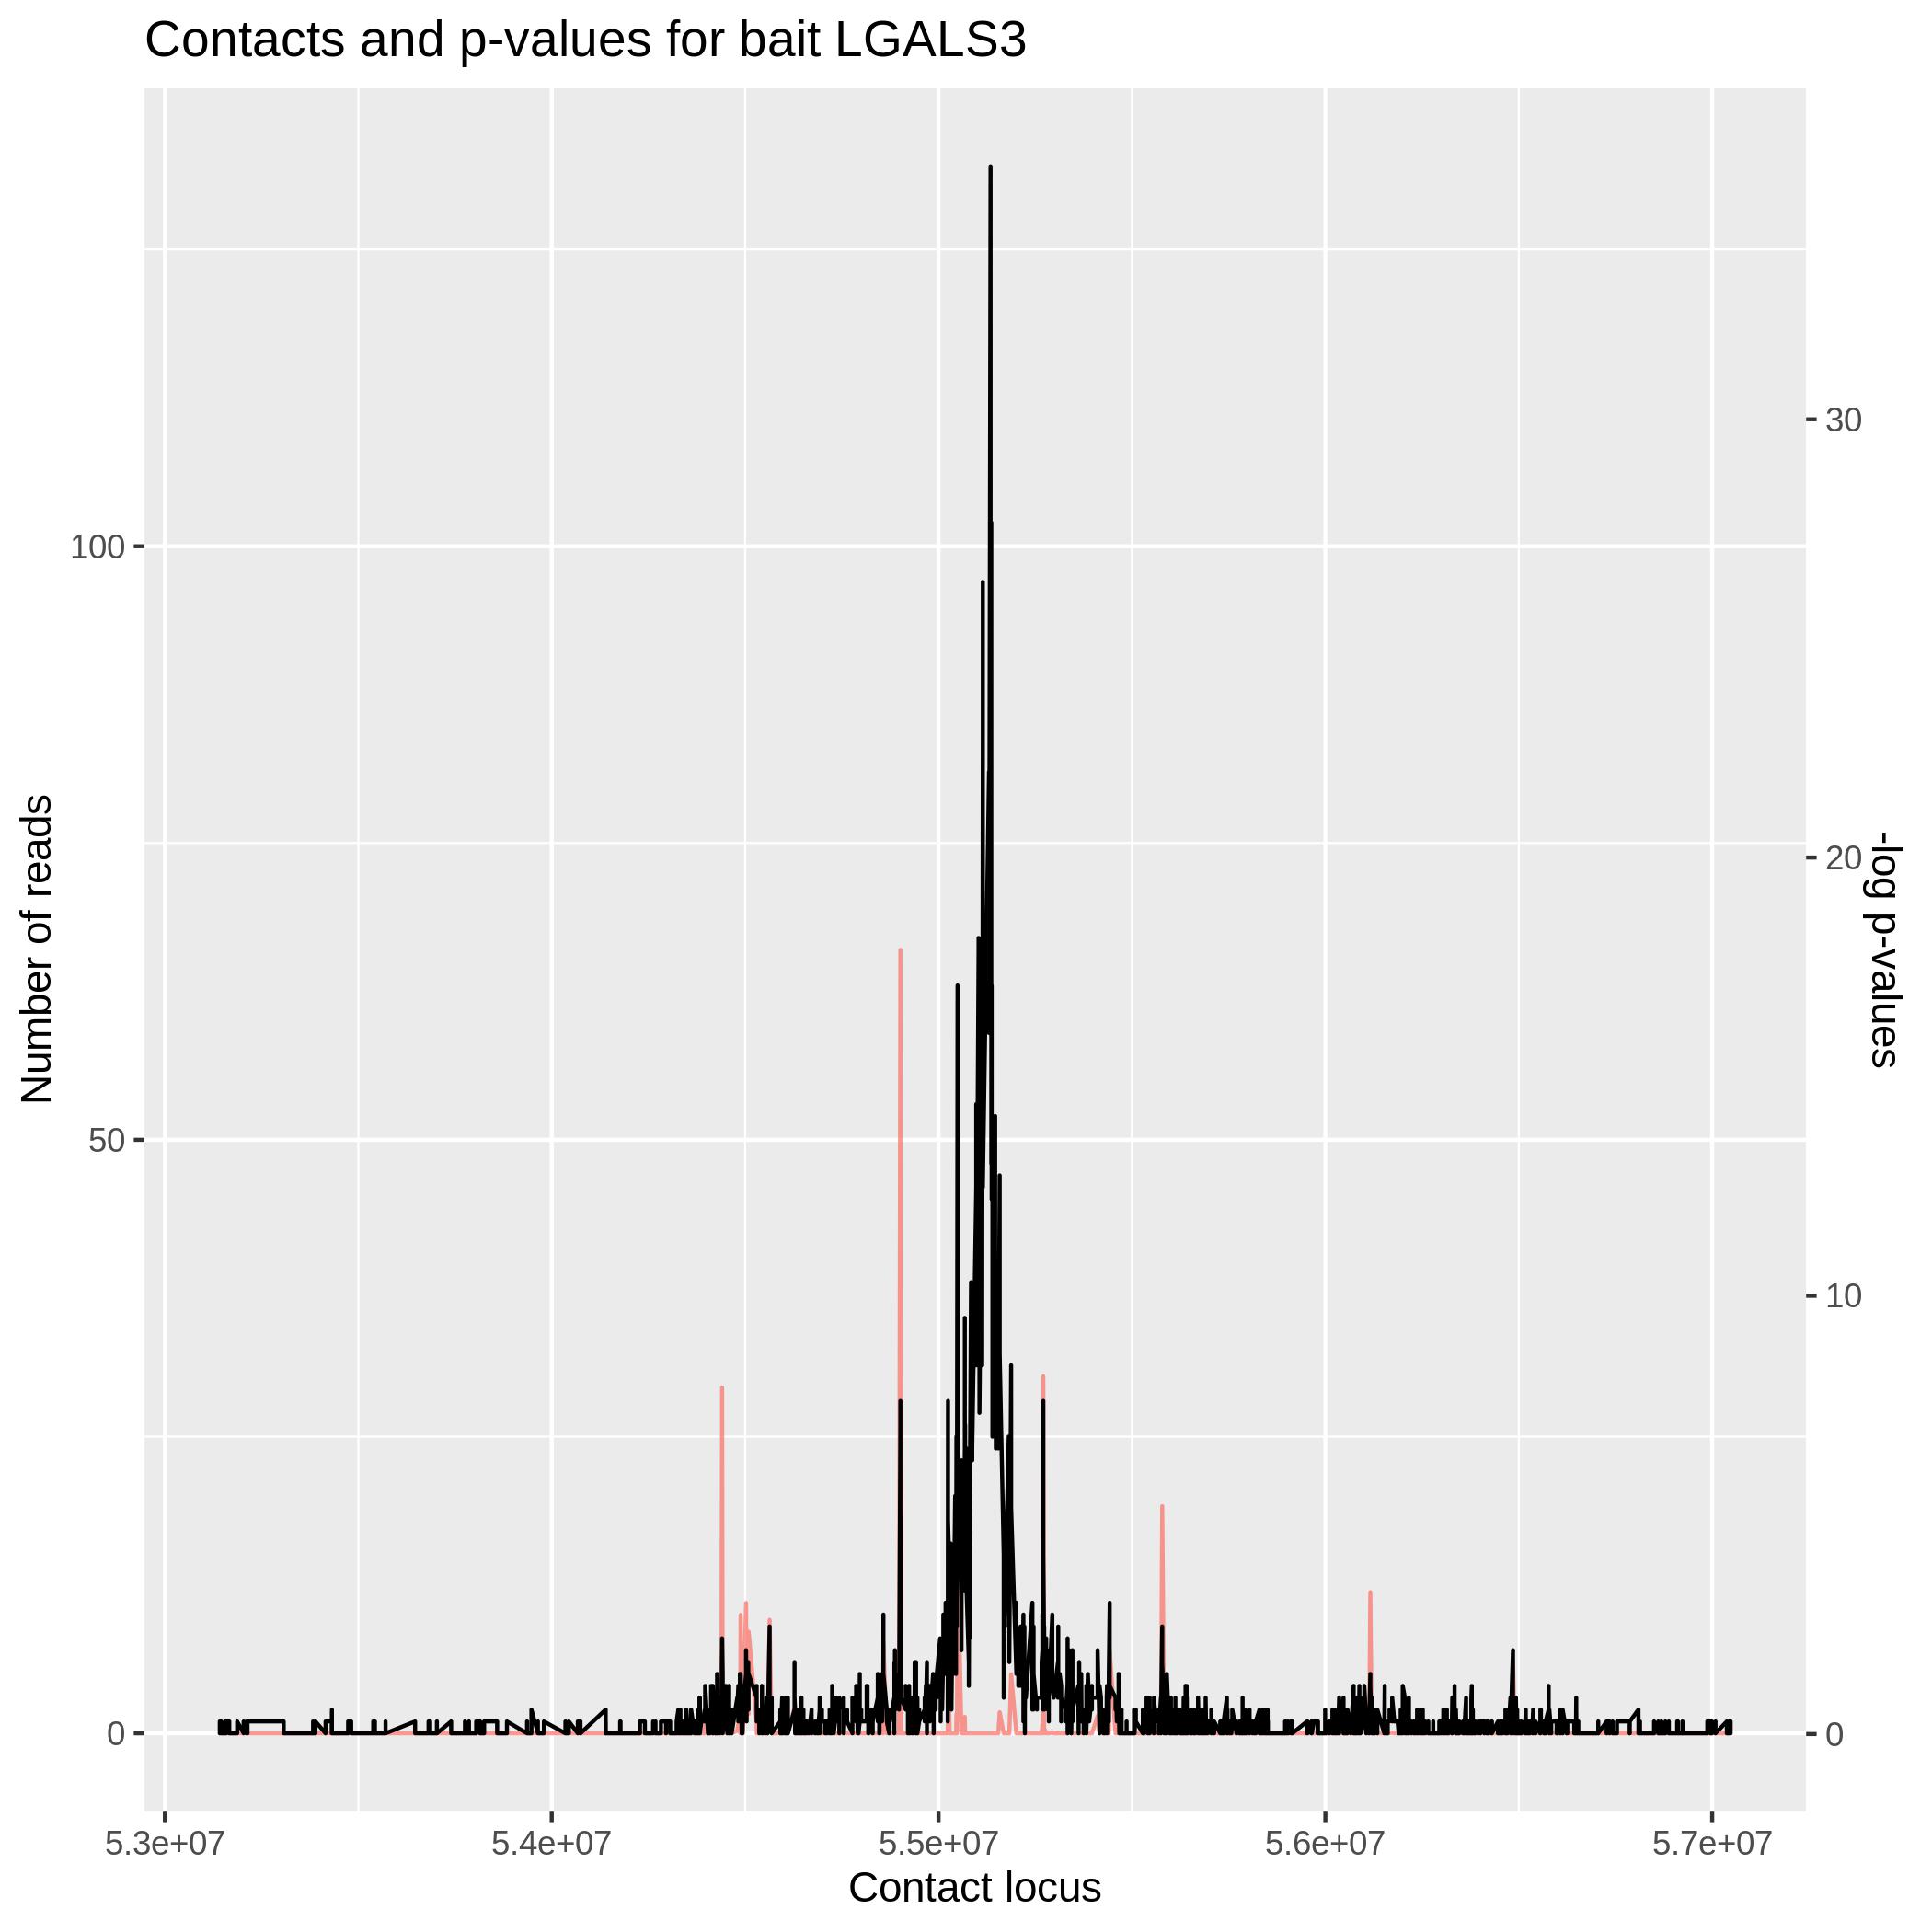 Contacts and p-values for bait LGALS3
Number of reads
100
50
0
30
20
10
0
-log p-values
5.3e+07
5.4e+07
5.5e+07
5.6e+07
5.7e+07
Contact locus